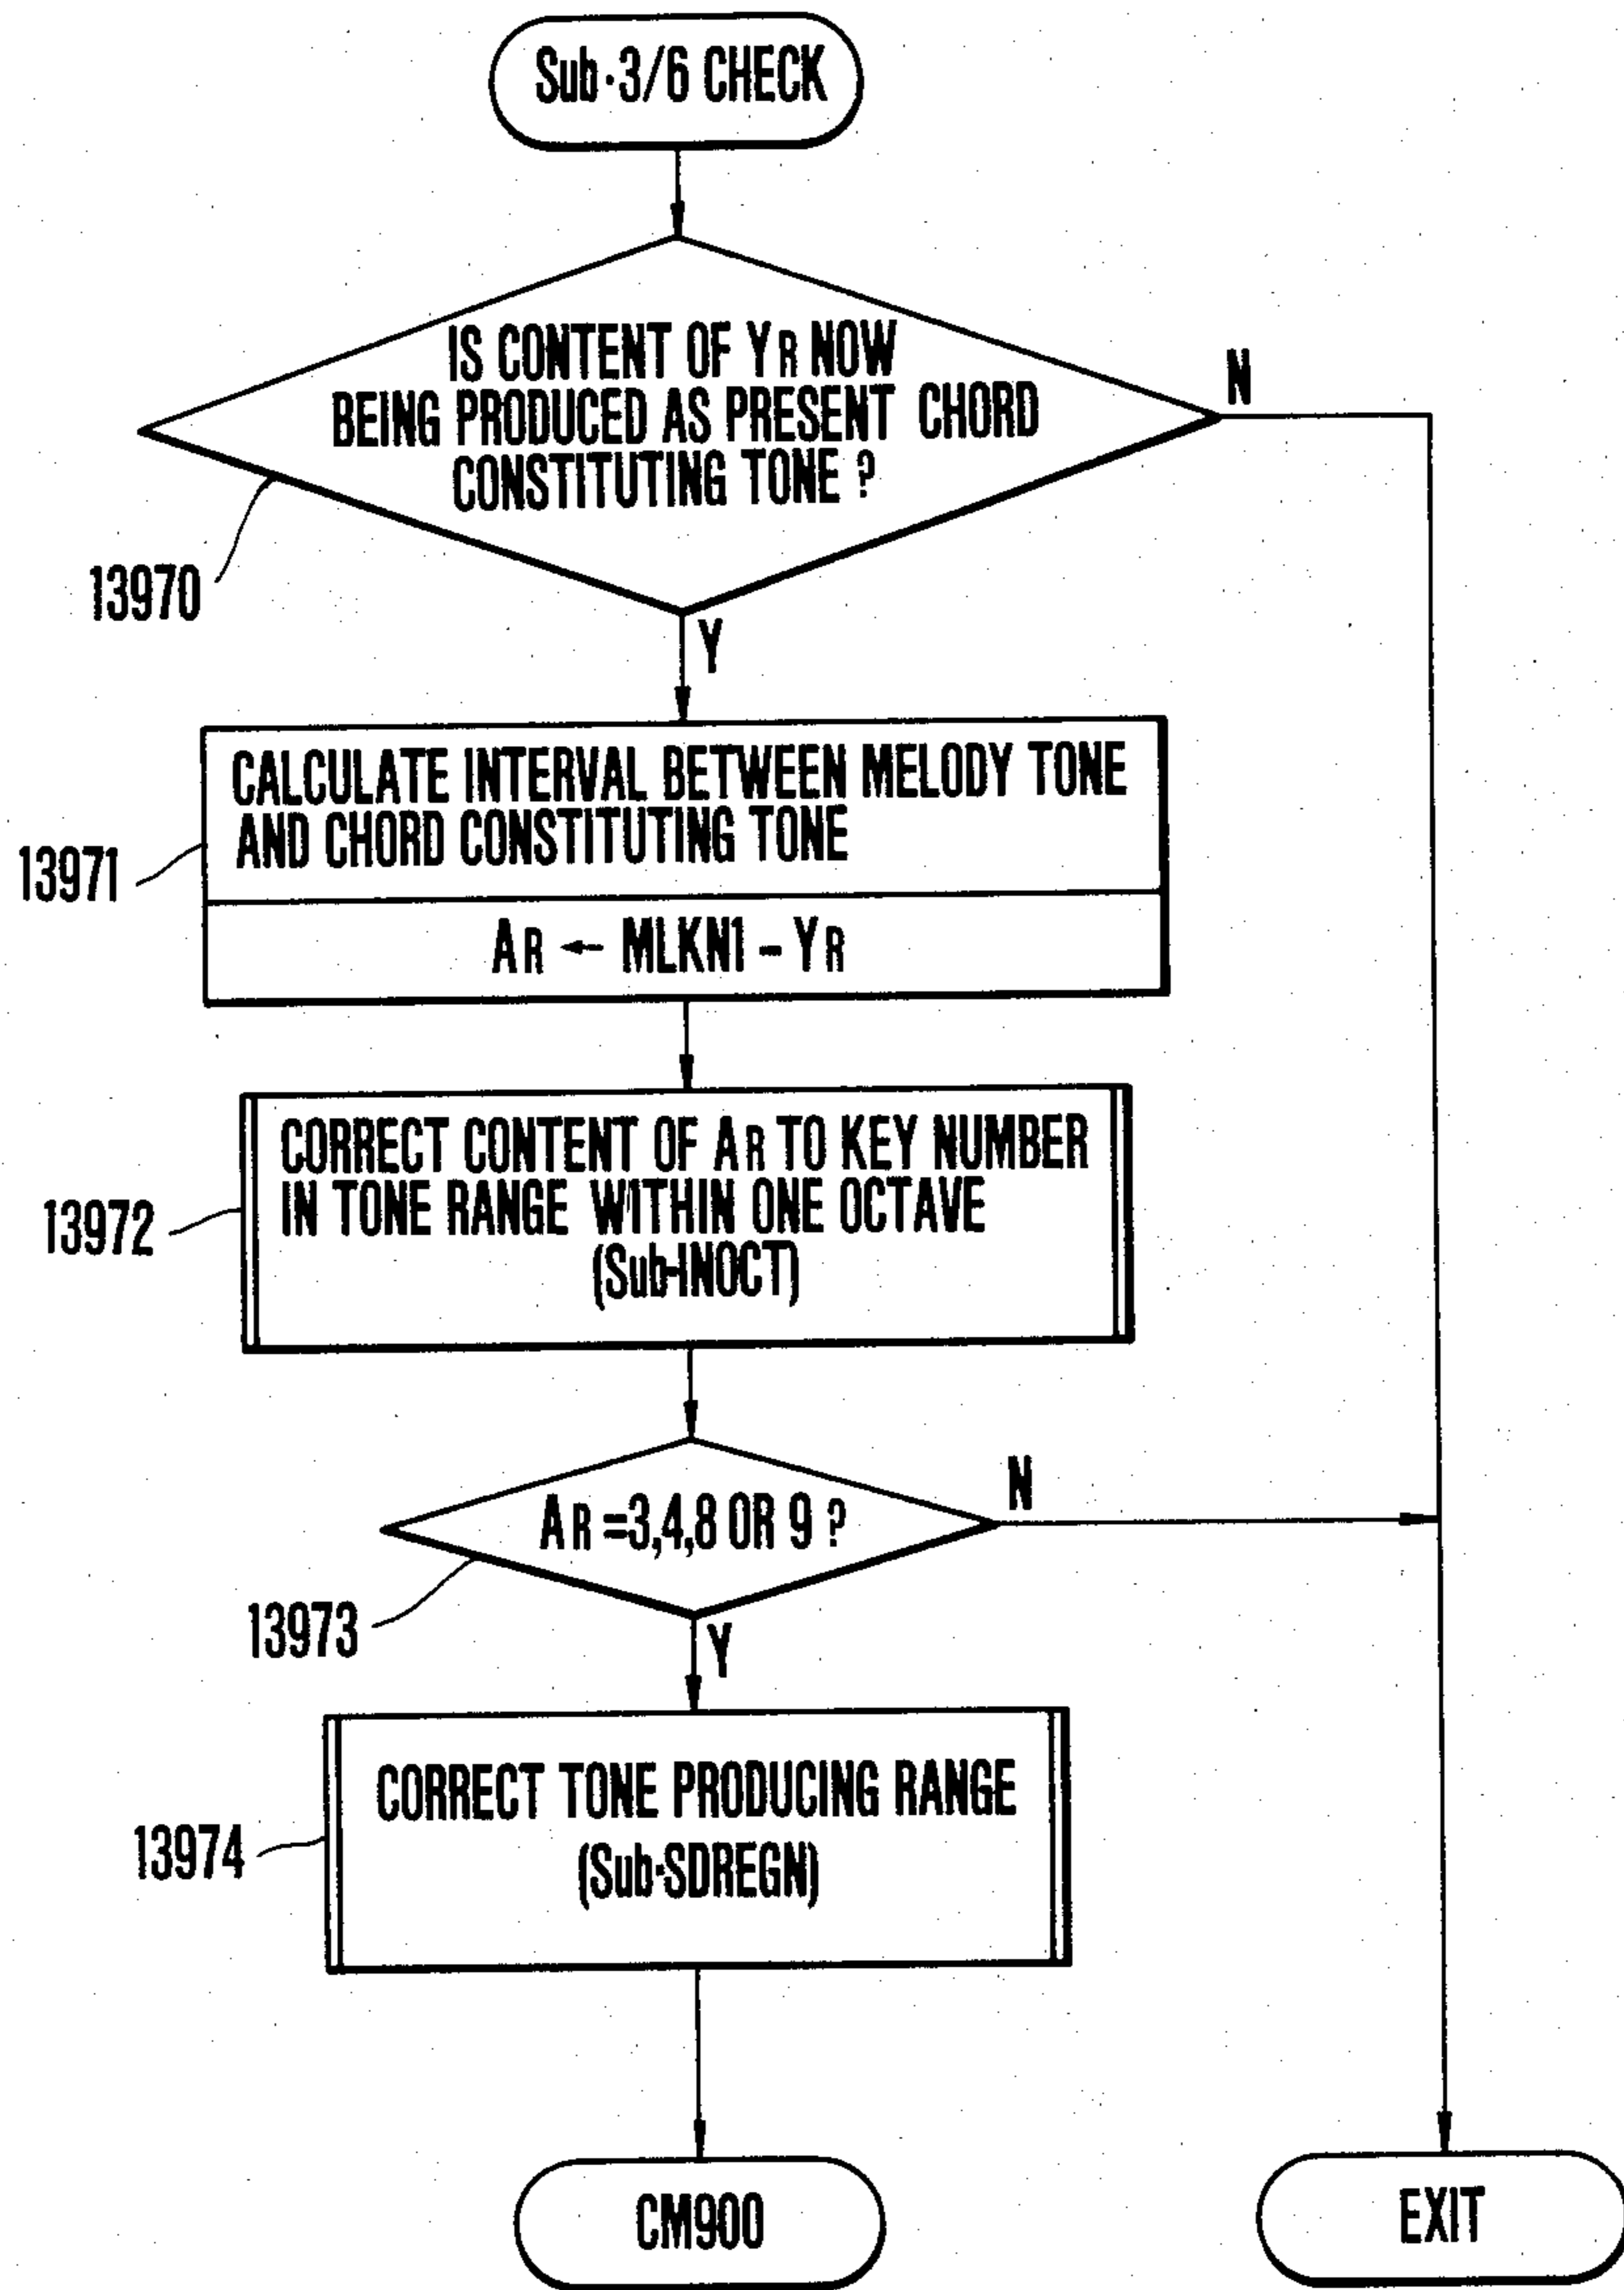 Sub·3/6 CHECK
IS CONTENT OF YR NOW
BEING PRODUCED AS PRESENT CHORD
CONSTITUTING TONE ?
N
13970
Y
CALCULATE INTERVAL BETWEEN MELODY TONE
AND CHORD CONSTITUTING TONE
13971
AR ← MLKN1 – YR
CORRECT CONTENT OF AR TO KEY NUMBER
IN TONE RANGE WITHIN ONE OCTAVE
(Sub-INOCT)
13972
AR =3,4,8 OR 9 ?
N
13973
Y
CORRECT TONE PRODUCING RANGE
(Sub·SDREGN)
13974
CM900
EXIT